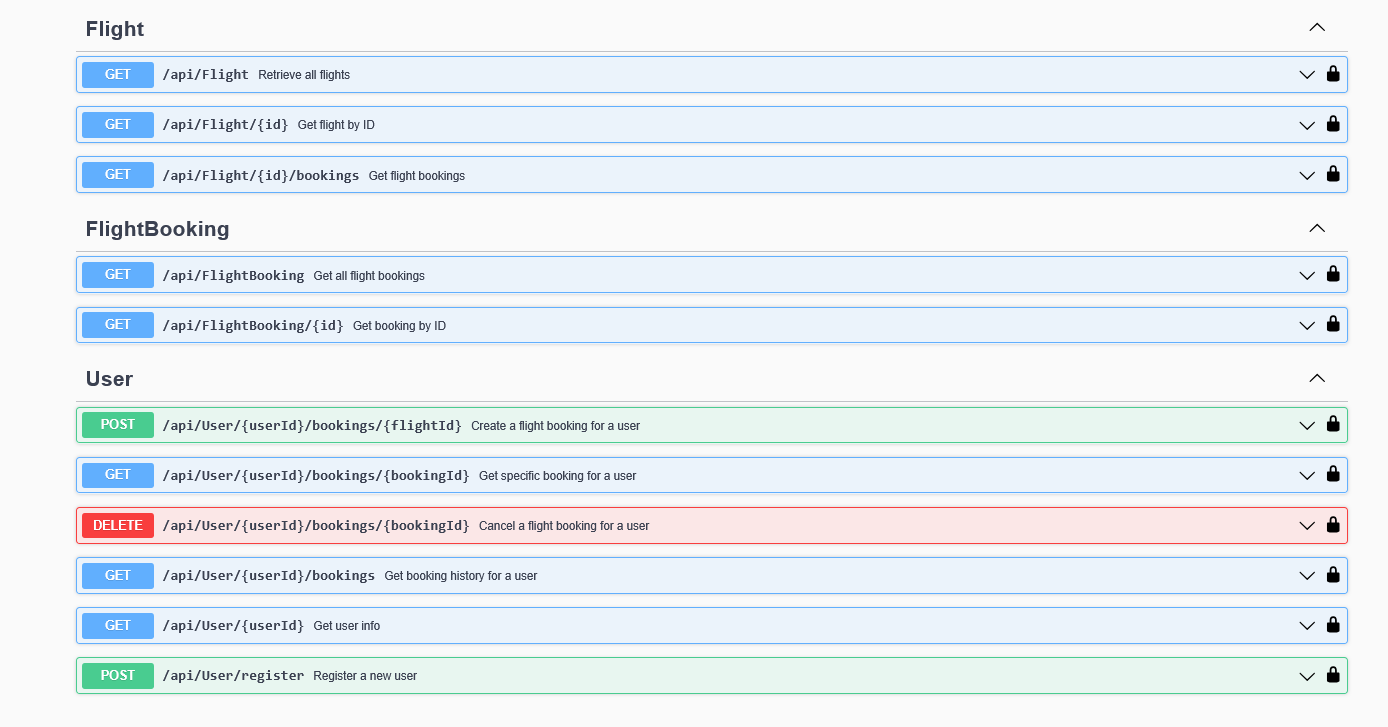 Flight
GET /api/Flight Retrieve all flights
GET /api/Flight/{id} Get flight by ID
GET /api/Flight/{id}/bookings Get flight bookings
FlightBooking
GET /api/FlightBooking Get all flight bookings
GET /api/FlightBooking/{id} Get booking by ID
User
POST /api/User/{userId}/bookings/{flightId} Create a flight booking for a user
GET /api/User/{userId}/bookings/{bookingId} Get specific booking for a user
DELETE /api/User/{userId}/bookings/{bookingId} Cancel a flight booking for a user
GET /api/User/{userId}/bookings Get booking history for a user
GET /api/User/{userId} Get user info
POST /api/User/register Register a new user